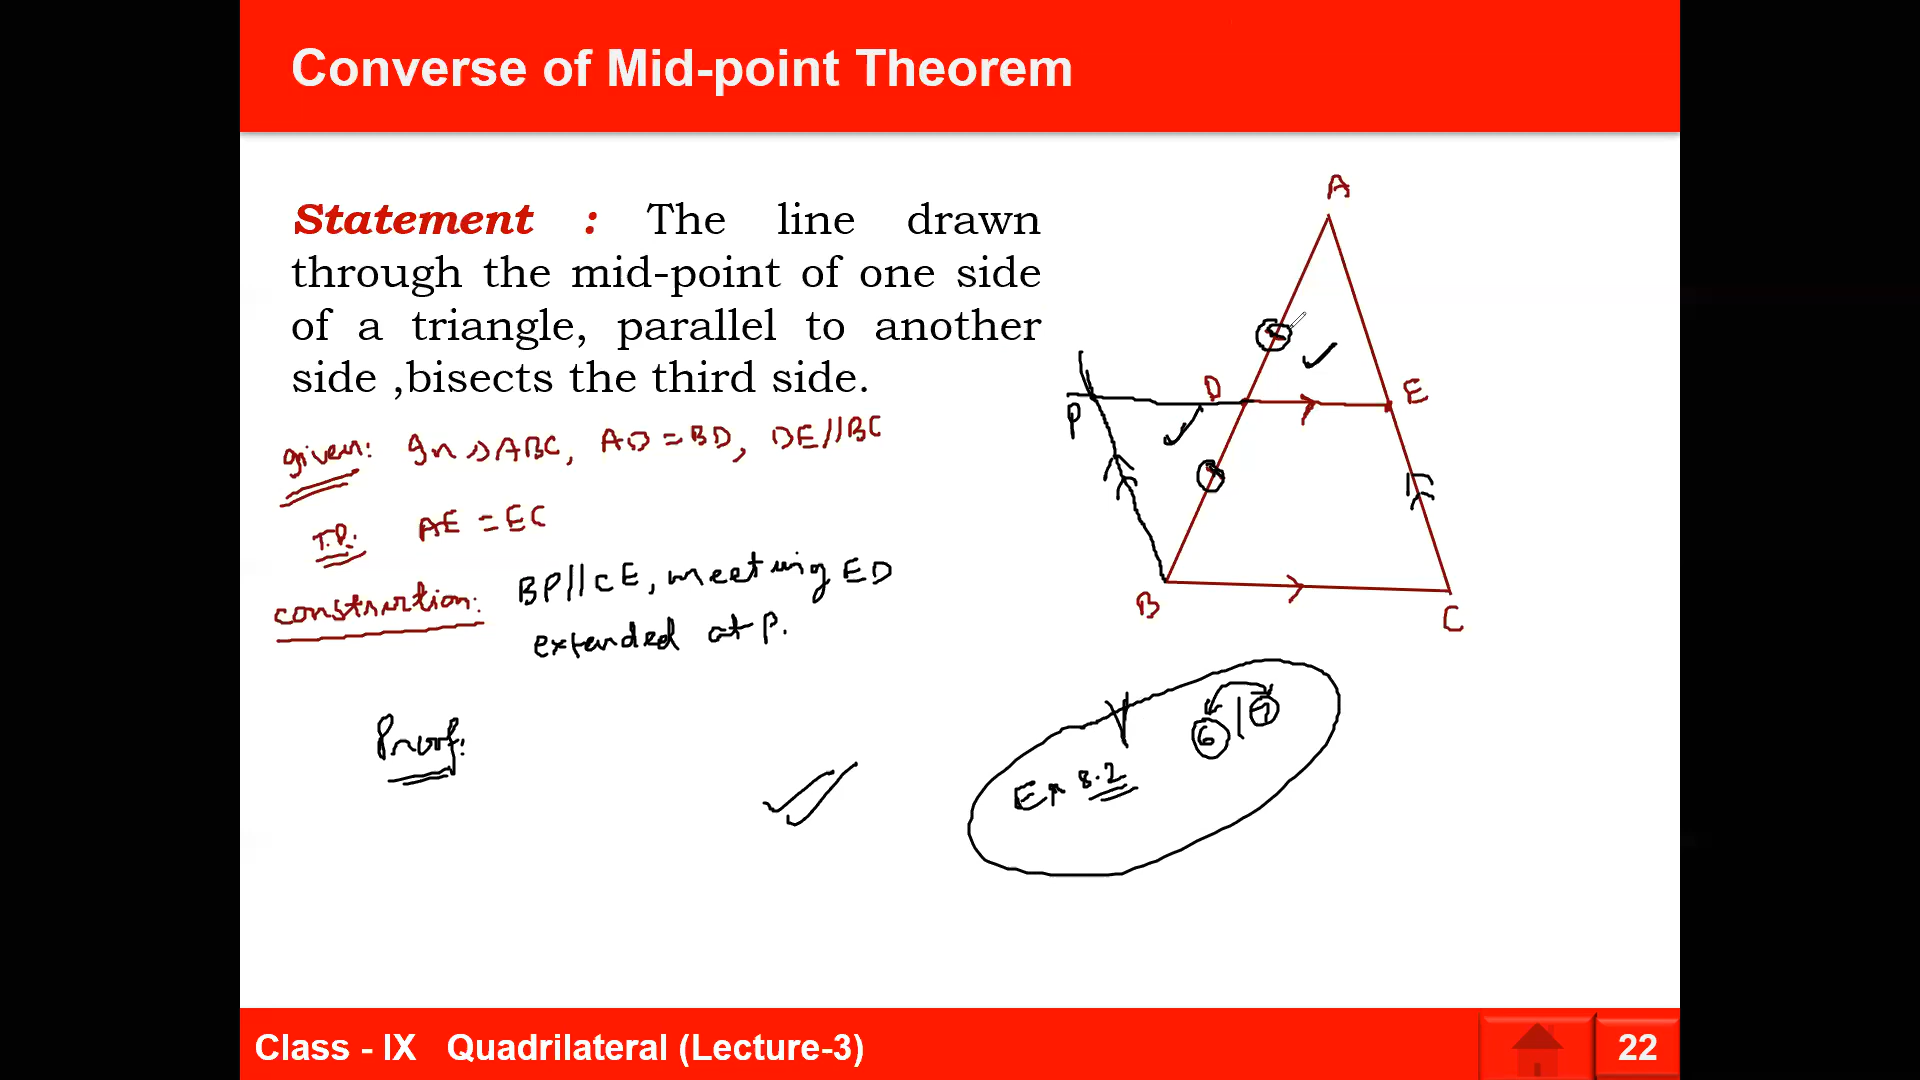 Converse of Mid-point Theorem
Statement : The line drawn
through the mid-point of one side
of a triangle, parallel to another
side ,bisects the third side.
given: In △ABC, AD = BD, DE//BC
T.P. AE = EC
construction: BP//CE, meeting ED
extended at P.
Proof:
A
D
E
P
B
C
6 | 7
Ex 8.2
Class - IX Quadrilateral (Lecture-3)
22